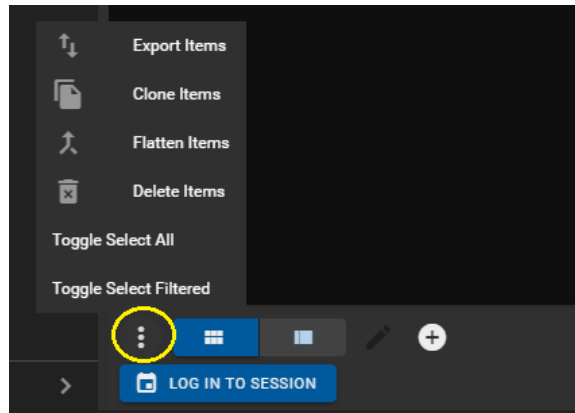 Export Items
Clone Items
Flatten Items
Delete Items
Toggle Select All
Toggle Select Filtered
LOG IN TO SESSION